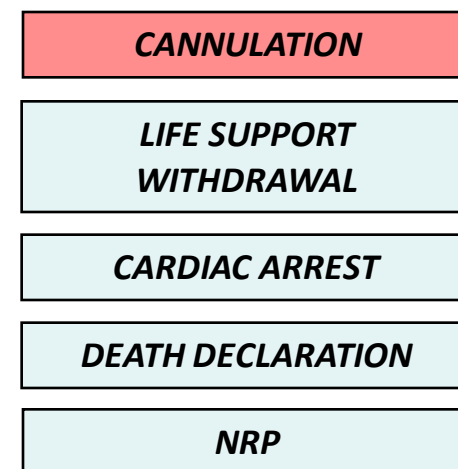 CANNULATION
LIFE SUPPORT
WITHDRAWAL
CARDIAC ARREST
DEATH DECLARATION
NRP